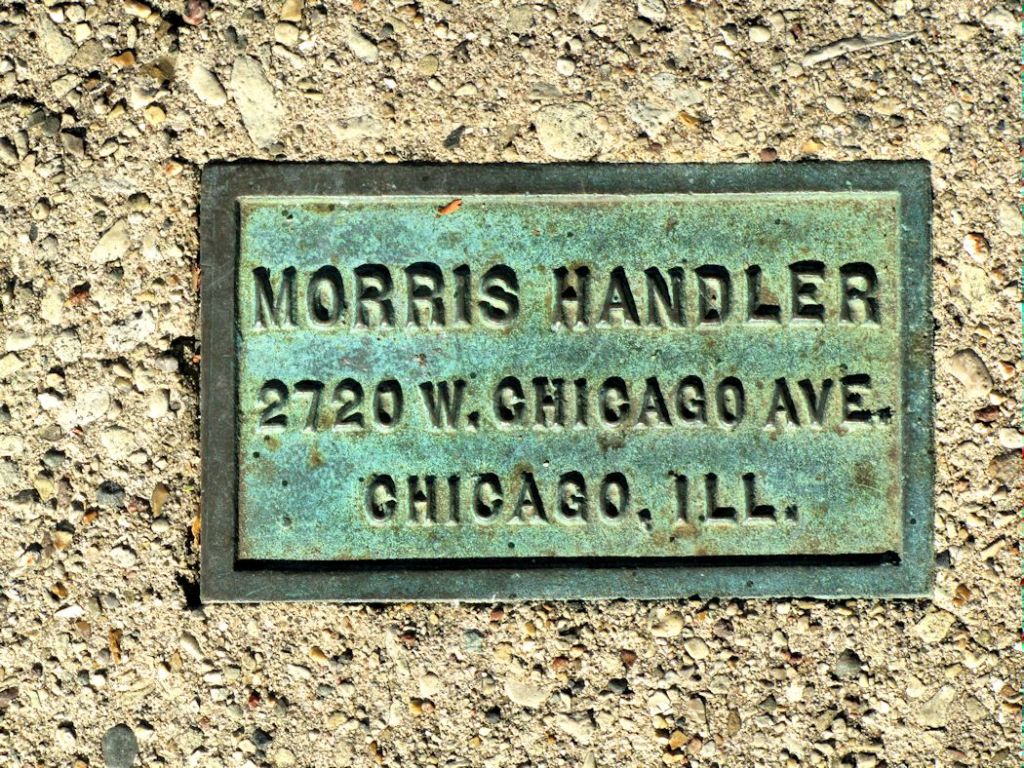 MORRIS HANDLER
2720 W. CHICAGO AVE.
CHICAGO, ILL.